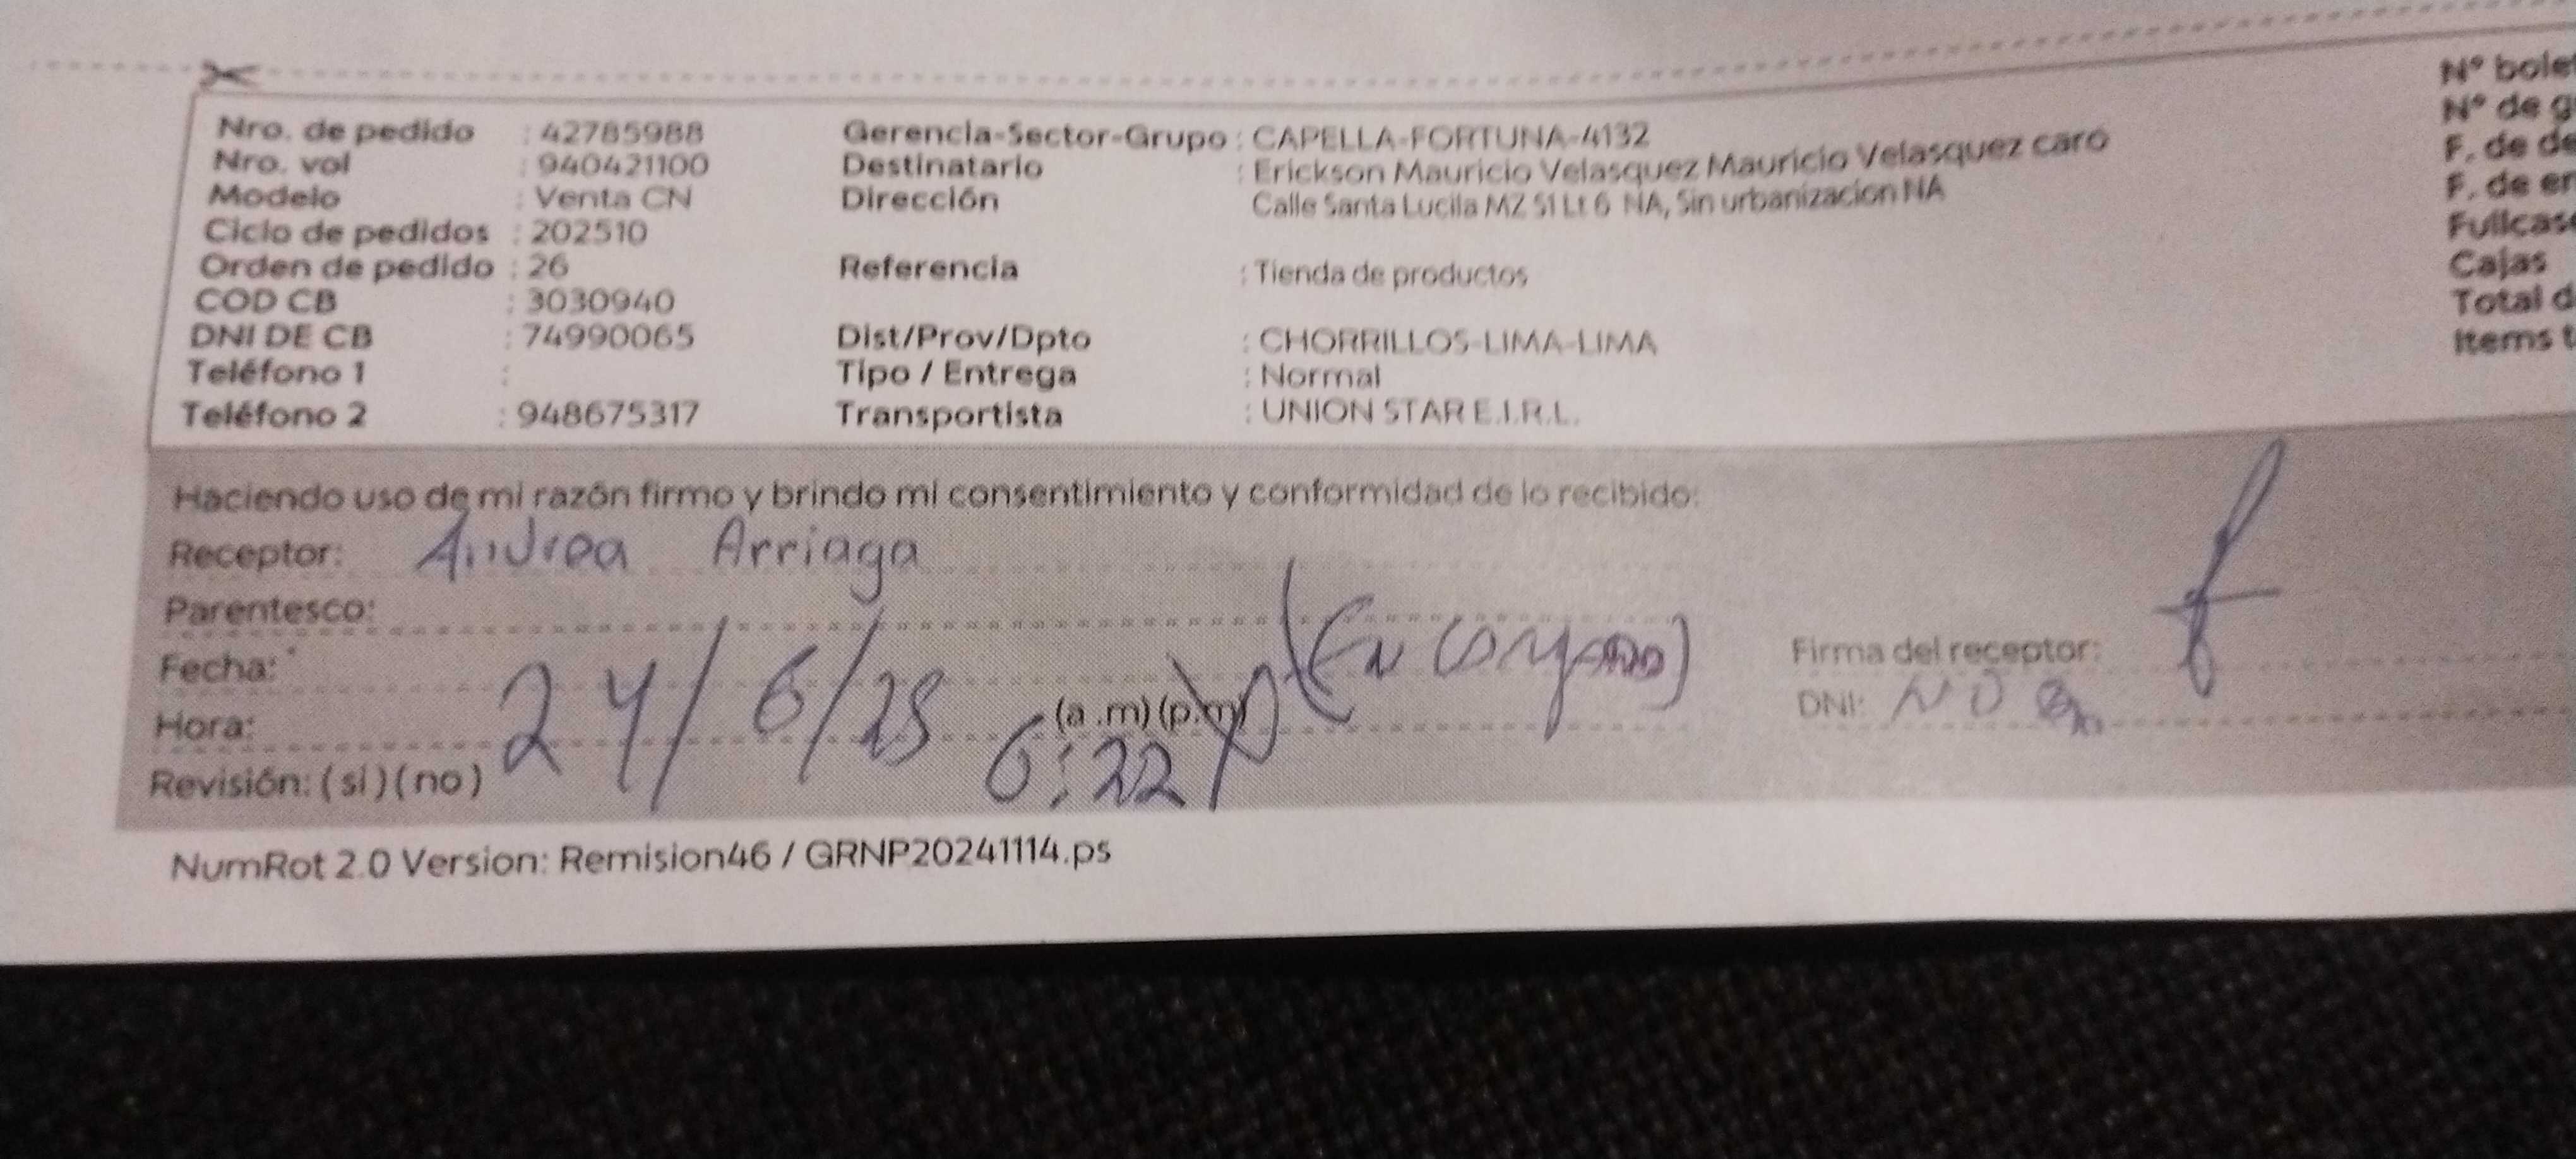 Nro. de pedido : 42785988 Gerencia-Sector-Grupo : CAPELLA-FORTUNA-4132 N° bolet
Nro. vol : 940421100 Destinatario : Erickson Mauricio Velasquez Mauricio Velasquez caro N° de g
Modelo : Venta CN Dirección Calle Santa Lucila MZ S1 Lt 6 NA, Sin urbanizacion NA F. de de
Ciclo de pedidos : 202510 F. de en
Orden de pedido : 26 Referencia : Tienda de productos Fullcase
COD CB : 3030940 Cajas
DNI DE CB : 74990065 Dist/Prov/Dpto : CHORRILLOS-LIMA-LIMA Total d
Teléfono 1 : Tipo / Entrega : Normal Items t
Teléfono 2 : 948675317 Transportista : UNION STAR E.I.R.L.
Haciendo uso de mi razón firmo y brindo mi consentimiento y conformidad de lo recibido:
Receptor: Andrea Arriaga
Parentesco: (Encargado)
Fecha: 24/6/25 Firma del receptor:
Hora: 6:22 (a.m) (p.m) DNI:
Revisión: (si) (no)
NumRot 2.0 Version: Remision46 / GRNP20241114.ps